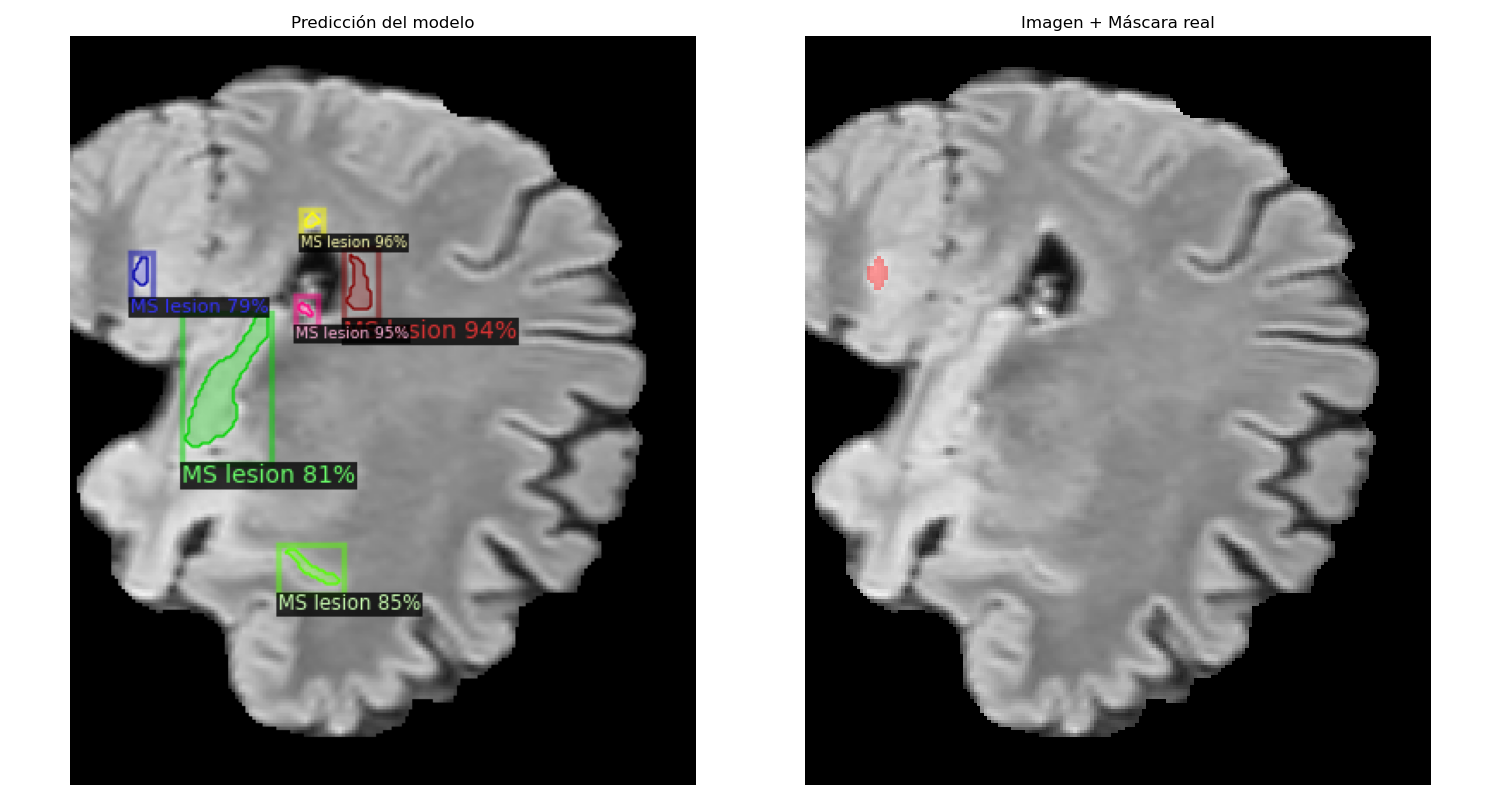 Predicción del modelo
Imagen + Máscara real
MS lesion 96%
MS lesion 79%
MS lesion 95%
lesion 94%
MS lesion 81%
MS lesion 85%